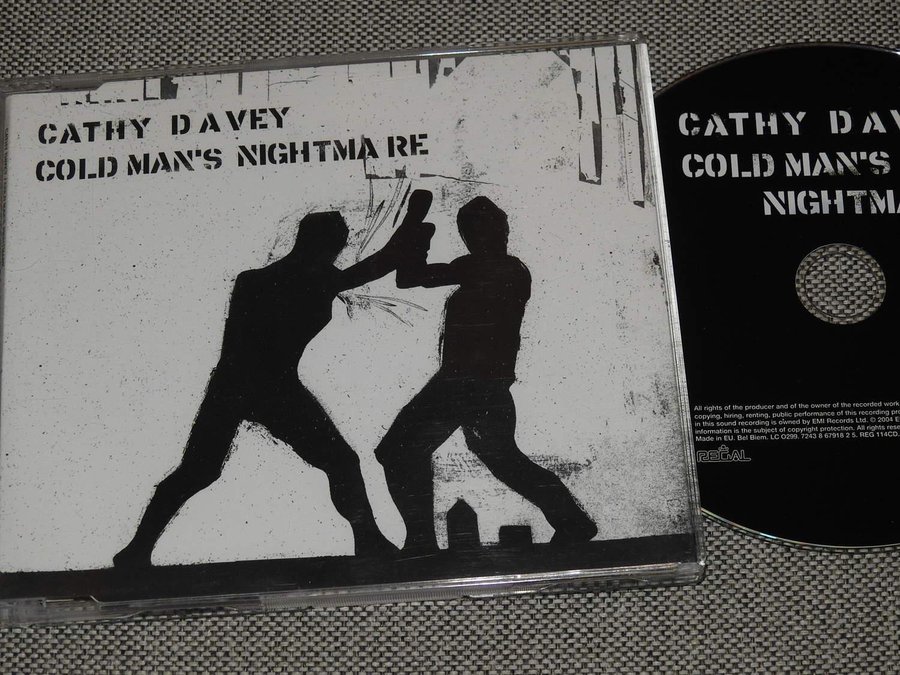 CATHY DAVEY
COLD MAN'S NIGHTMARE
CATHY DAV
COLD MAN'S
NIGHTMA
All rights of the producer and of the owner of the recorded work
copying, hiring, renting, public performance of this recording pro
in this sound recording is owned by EMI Records Ltd. © 2004 E
information is the subject of copyright protection. All rights rese
Made in EU. Bel Biem. LC 0299. 7243 8 67918 2 5. REG 114CD.
REGAL